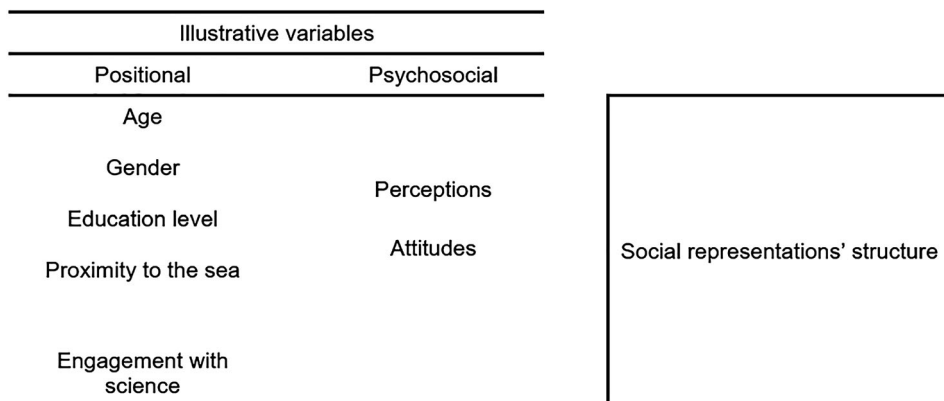 Illustrative variables
Positional
Psychosocial
Age
Gender
Education level
Proximity to the sea
Engagement with
science
Perceptions
Attitudes
Social representations’ structure